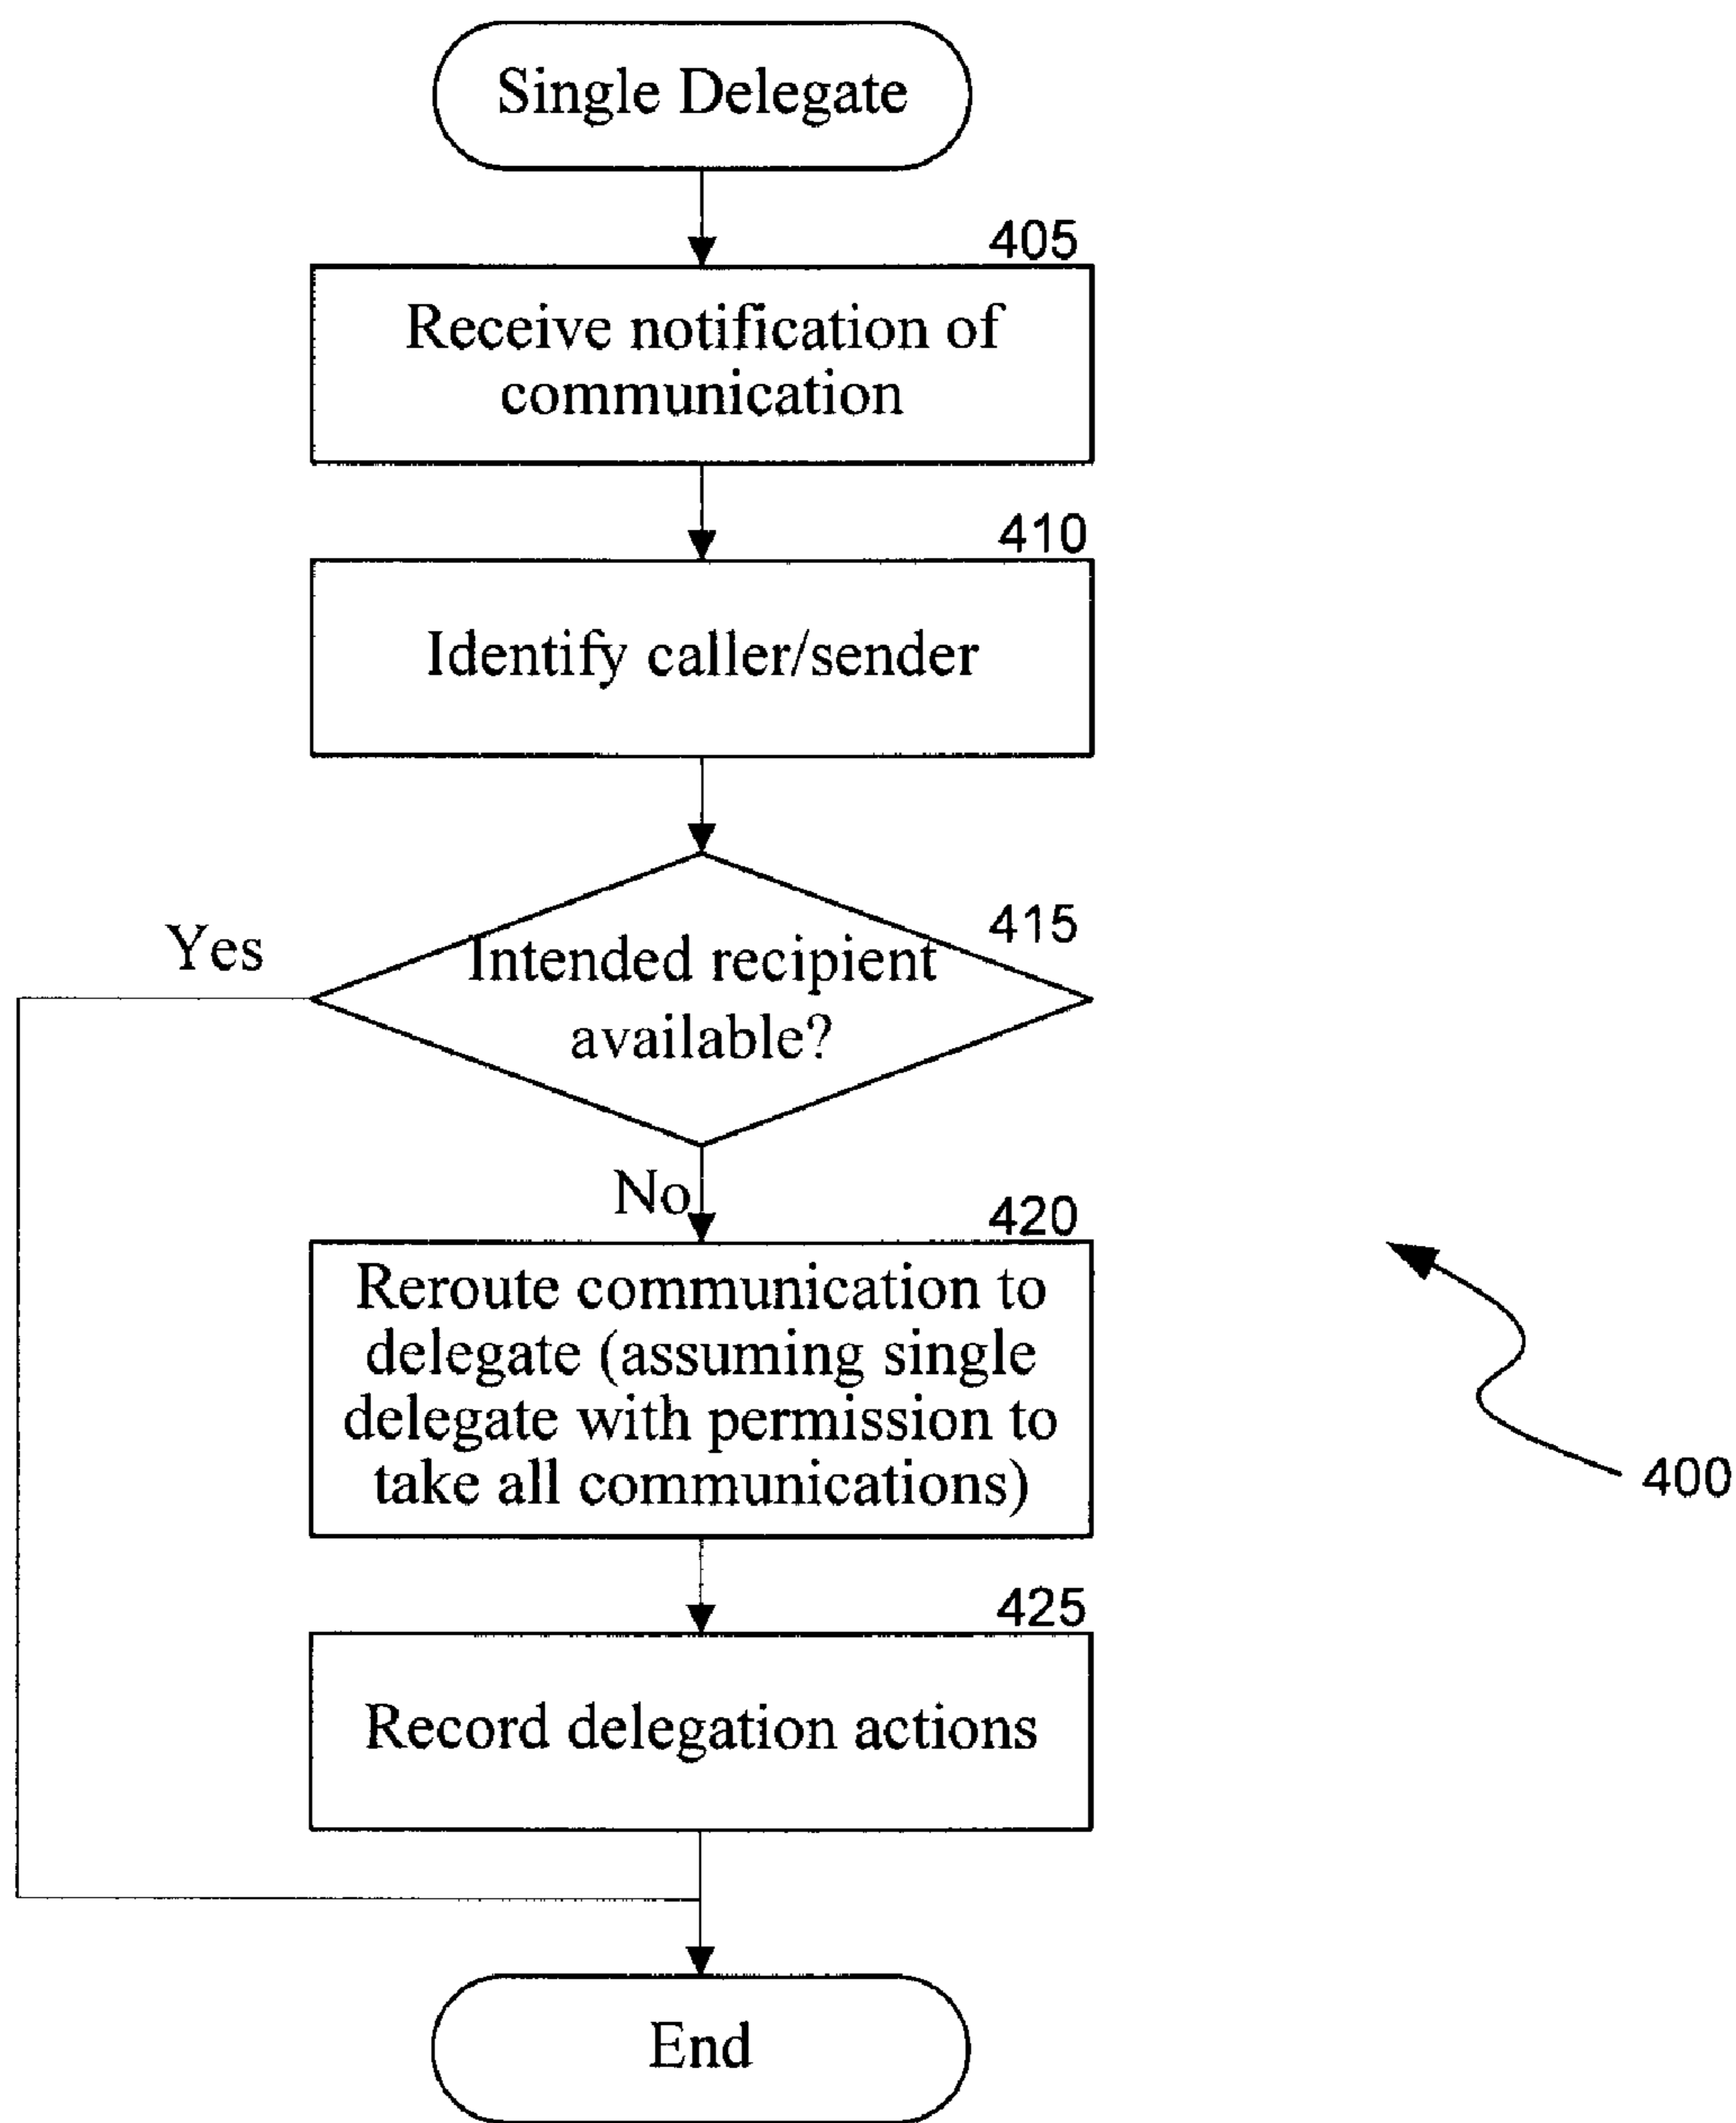 Single Delegate
405
Receive notification of
communication
410
Identify caller/sender
415
Yes
Intended recipient
available?
No
420
Reroute communication to
delegate (assuming single
delegate with permission to
take all communications)
400
425
Record delegation actions
End